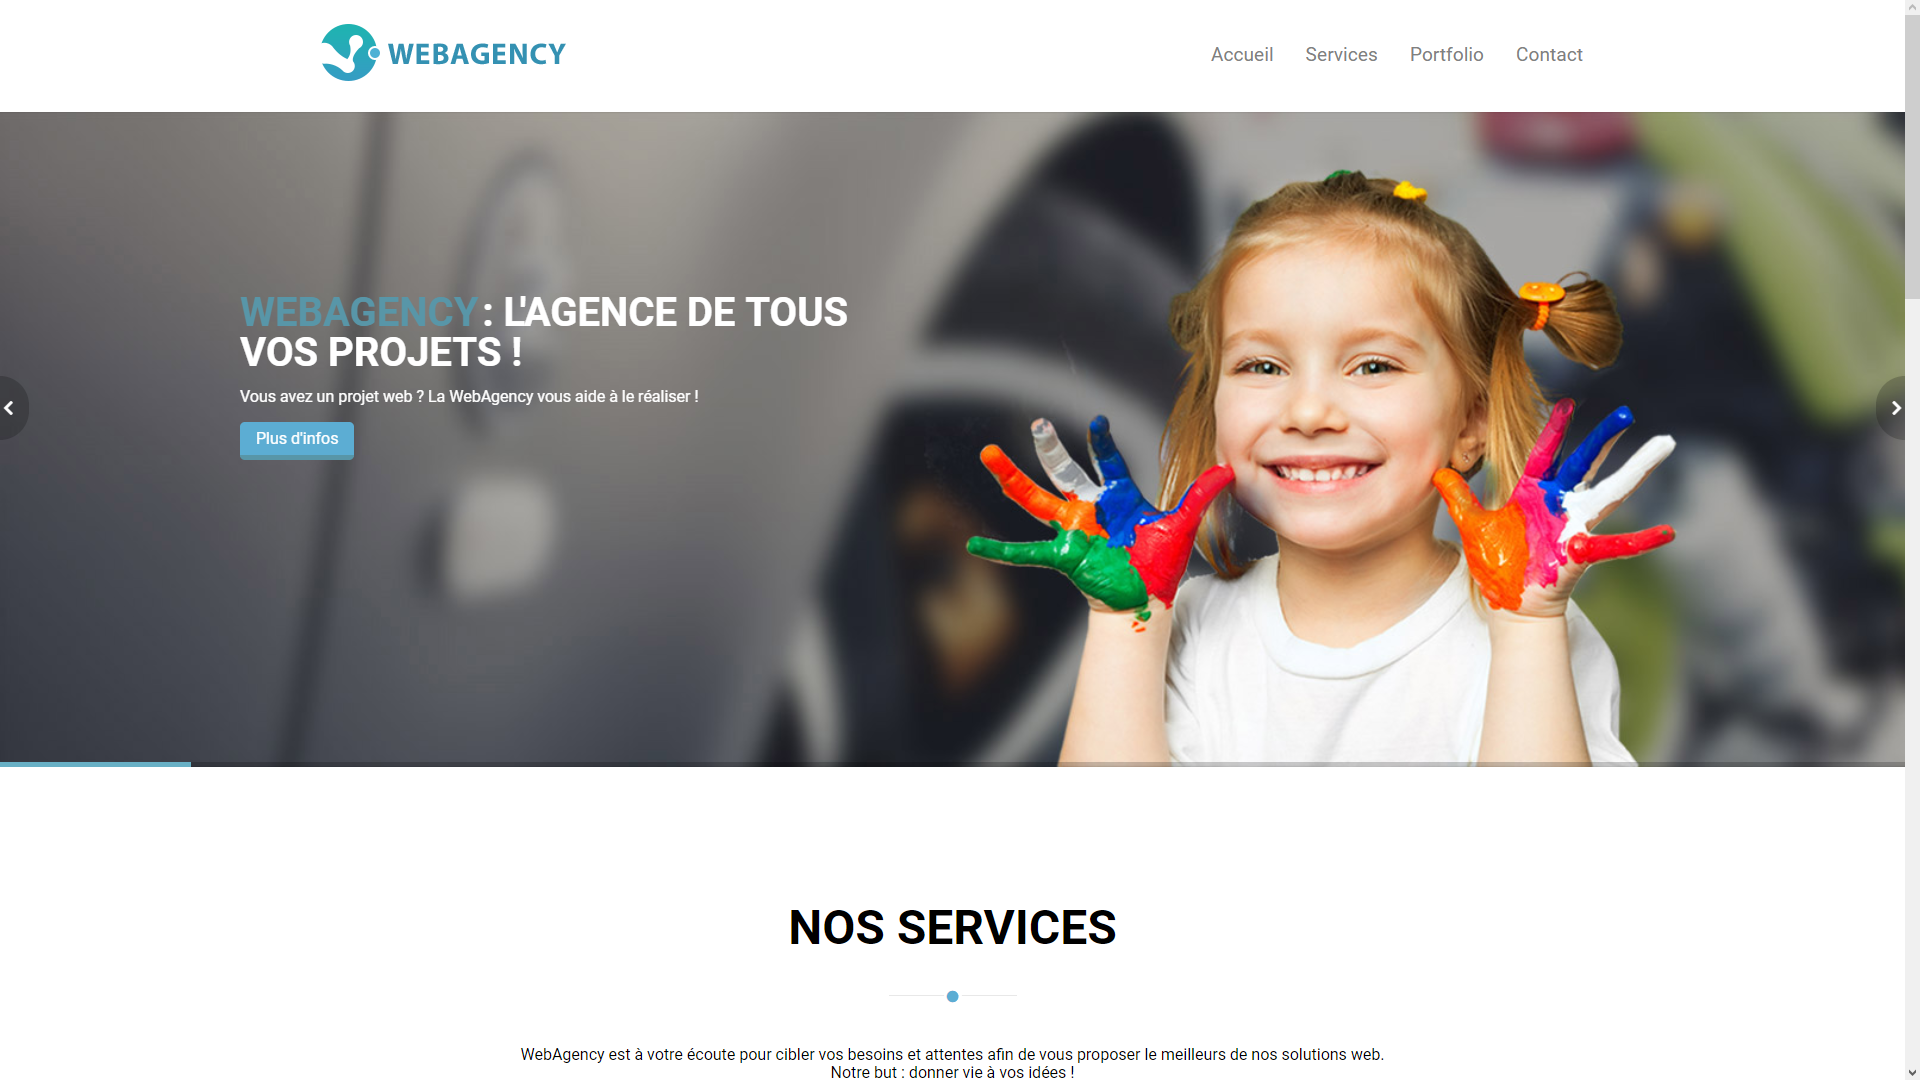 WEBAGENCY
Accueil Services Portfolio Contact
WEBAGENCY : L'AGENCE DE TOUS
VOS PROJETS !
Vous avez un projet web ? La WebAgency vous aide à le réaliser !
Plus d'infos
NOS SERVICES
WebAgency est à votre écoute pour cibler vos besoins et attentes afin de vous proposer le meilleurs de nos solutions web.
Notre but : donner vie à vos idées !